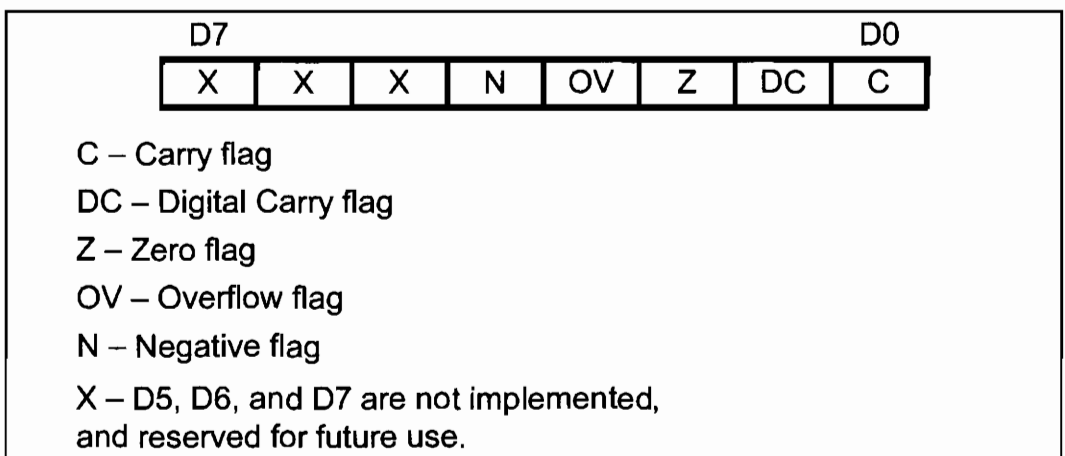 D7 D0
X X X N OV Z DC C
C – Carry flag
DC – Digital Carry flag
Z – Zero flag
OV – Overflow flag
N – Negative flag
X – D5, D6, and D7 are not implemented,
and reserved for future use.